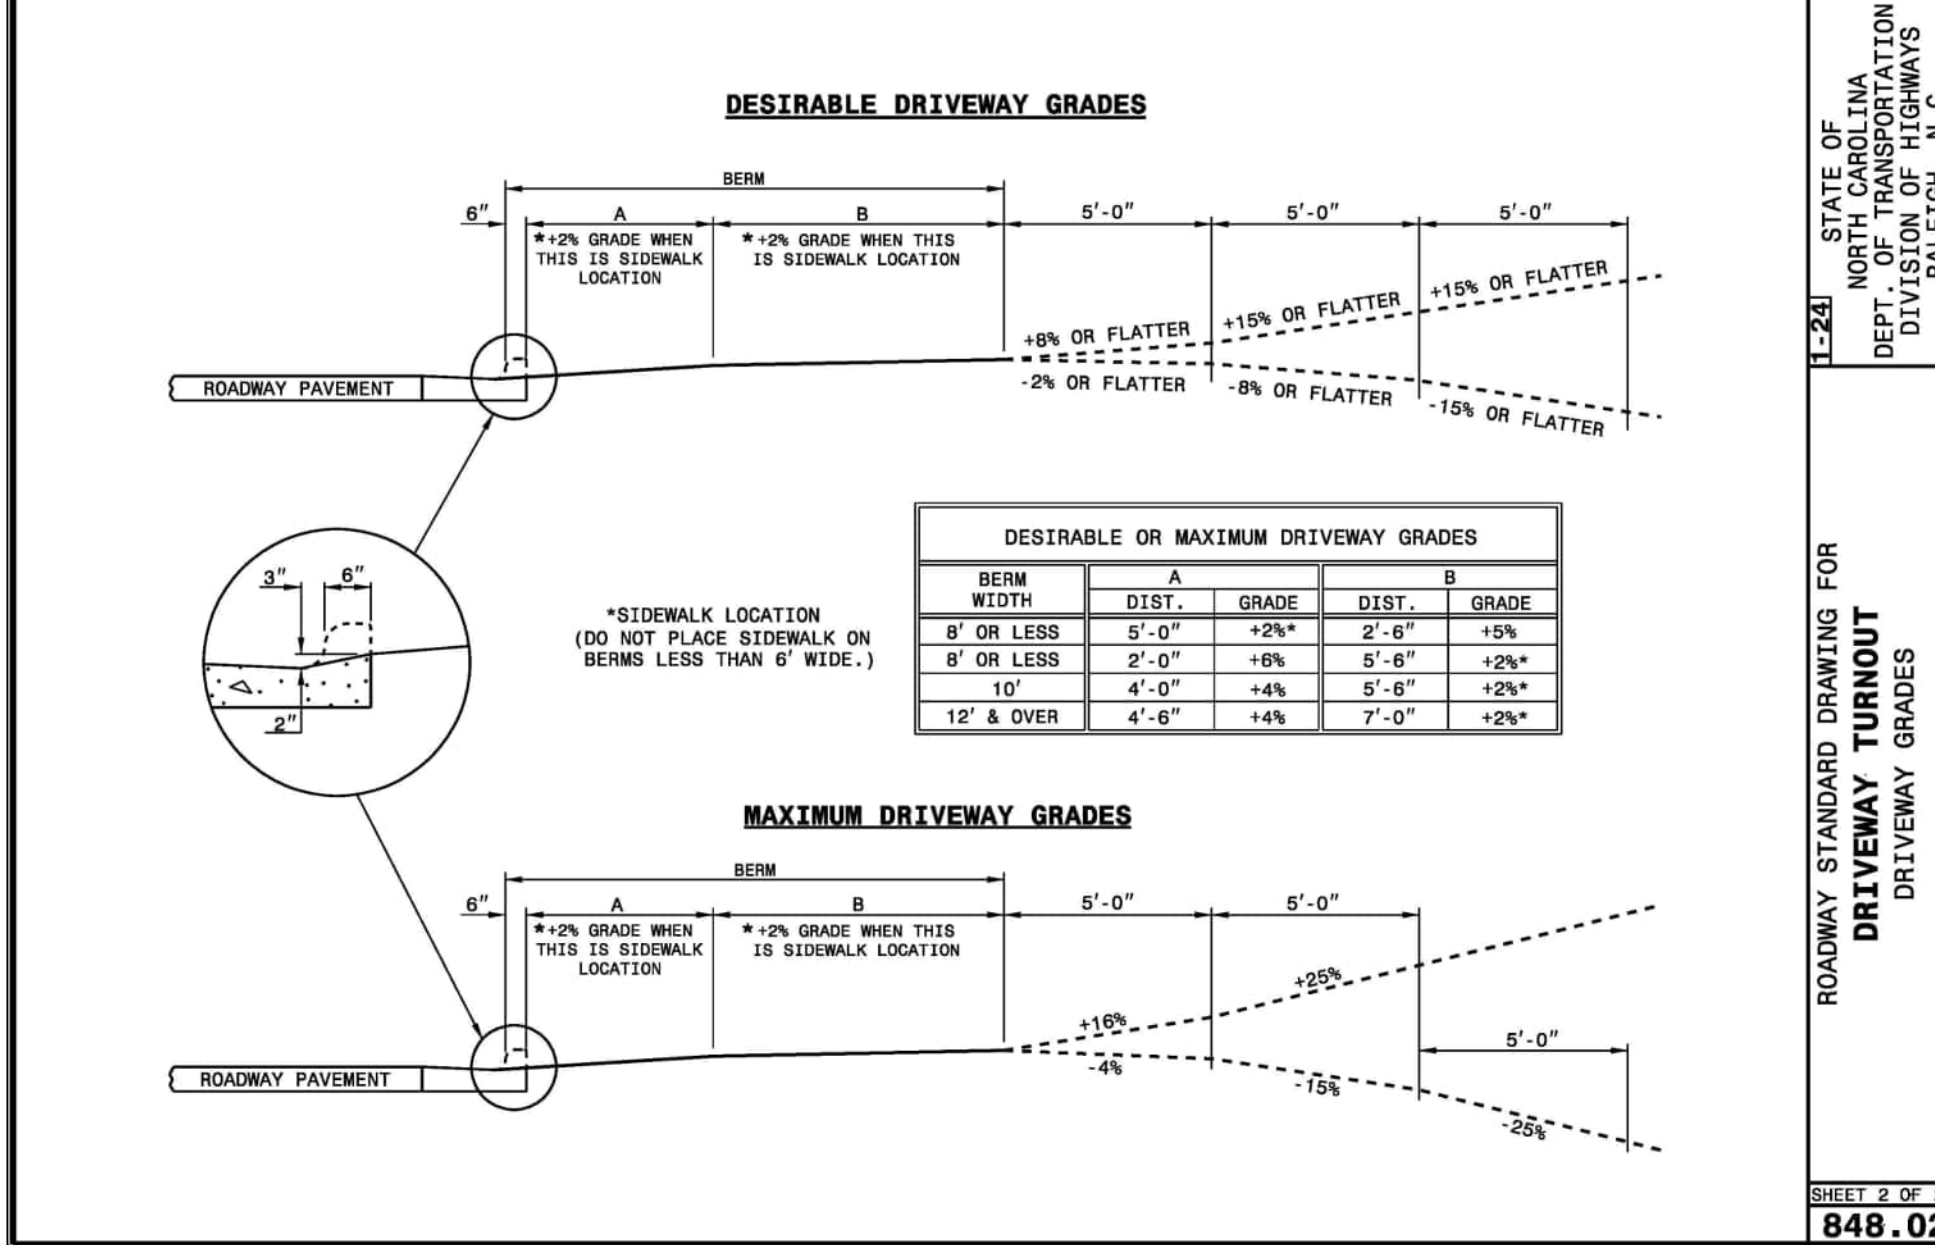 DESIRABLE DRIVEWAY GRADES
BERM
6" A B 5'-0" 5'-0" 5'-0"
*+2% GRADE WHEN
THIS IS SIDEWALK
LOCATION
*+2% GRADE WHEN THIS
IS SIDEWALK LOCATION
+8% OR FLATTER
+15% OR FLATTER
+15% OR FLATTER
-2% OR FLATTER
-8% OR FLATTER
-15% OR FLATTER
ROADWAY PAVEMENT
3" 6"
2"
*SIDEWALK LOCATION
(DO NOT PLACE SIDEWALK ON
BERMS LESS THAN 6' WIDE.)
DESIRABLE OR MAXIMUM DRIVEWAY GRADES
BERM
WIDTH
A B
DIST. GRADE DIST. GRADE
8' OR LESS 5'-0" +2%* 2'-6" +5%
8' OR LESS 2'-0" +6% 5'-6" +2%*
10' 4'-0" +4% 5'-6" +2%*
12' & OVER 4'-6" +4% 7'-0" +2%*
MAXIMUM DRIVEWAY GRADES
BERM
6" A B 5'-0" 5'-0"
*+2% GRADE WHEN
THIS IS SIDEWALK
LOCATION
*+2% GRADE WHEN THIS
IS SIDEWALK LOCATION
+16%
+25%
-4%
-15%
5'-0"
-25%
ROADWAY PAVEMENT
1-24
STATE OF
NORTH CAROLINA
DEPT. OF TRANSPORTATION
DIVISION OF HIGHWAYS
ROADWAY STANDARD DRAWING FOR
DRIVEWAY TURNOUT
DRIVEWAY GRADES
SHEET 2 OF
848.02